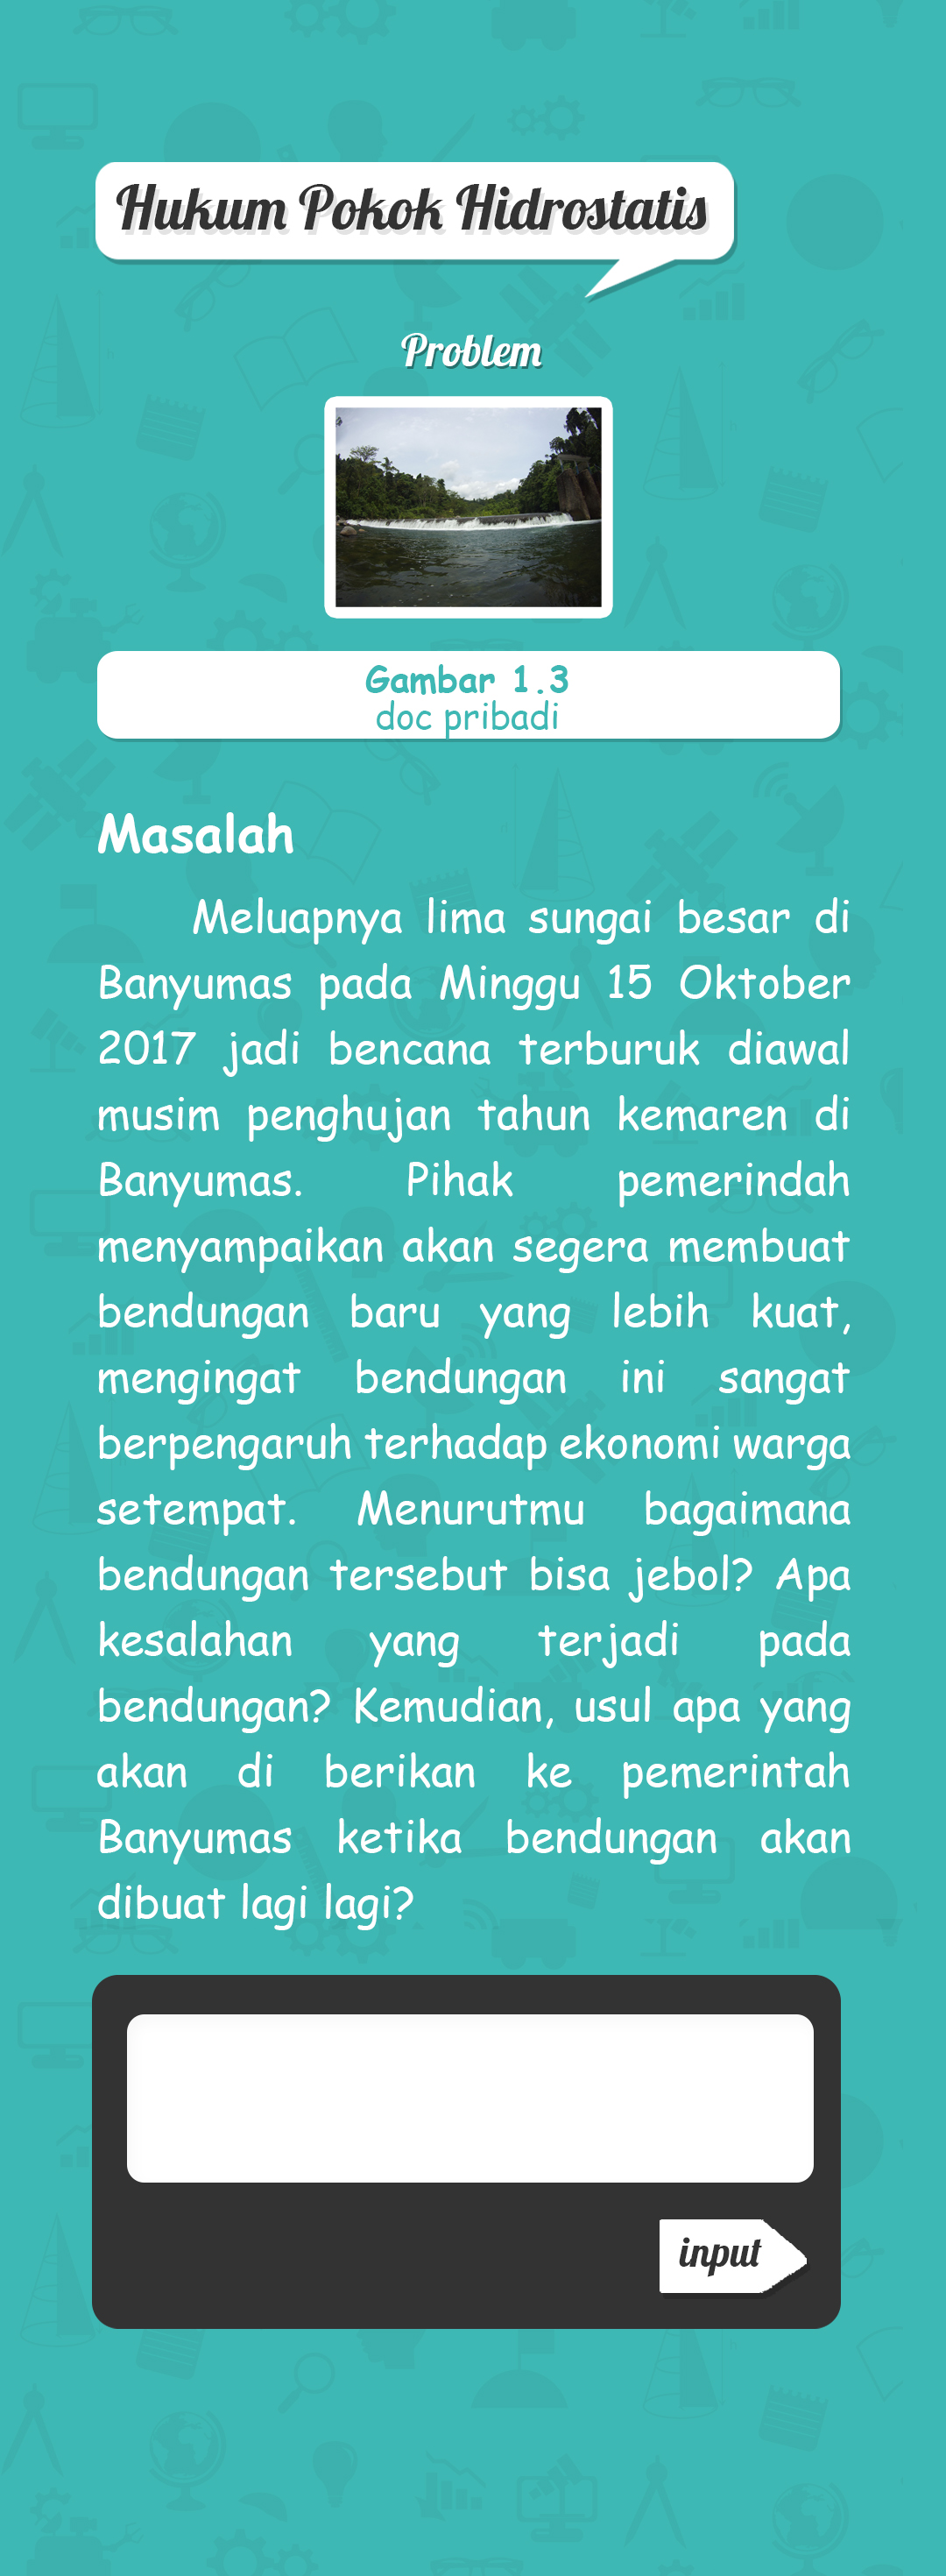 Hukum Pokok Hidrostatis
Problem
Gambar 1.3
doc pribadi
Masalah
Meluapnya lima sungai besar di
Banyumas pada Minggu 15 Oktober
2017 jadi bencana terburuk diawal
musim penghujan tahun kemaren di
Banyumas. Pihak pemerindah
menyampaikan akan segera membuat
bendungan baru yang lebih kuat,
mengingat bendungan ini sangat
berpengaruh terhadap ekonomi warga
setempat. Menurutmu bagaimana
bendungan tersebut bisa jebol? Apa
kesalahan yang terjadi pada
bendungan? Kemudian, usul apa yang
akan di berikan ke pemerintah
Banyumas ketika bendungan akan
dibuat lagi lagi?
input